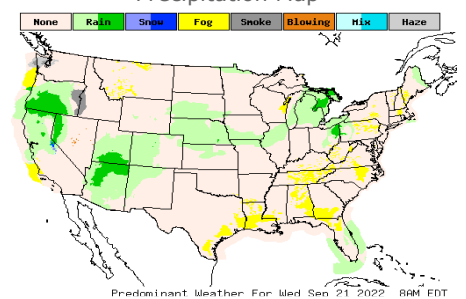 Precipitation Map
None Rain Snow Fog Smoke Blowing Mix Haze
Predominant Weather For Wed Sep 21 2022 8AM EDT